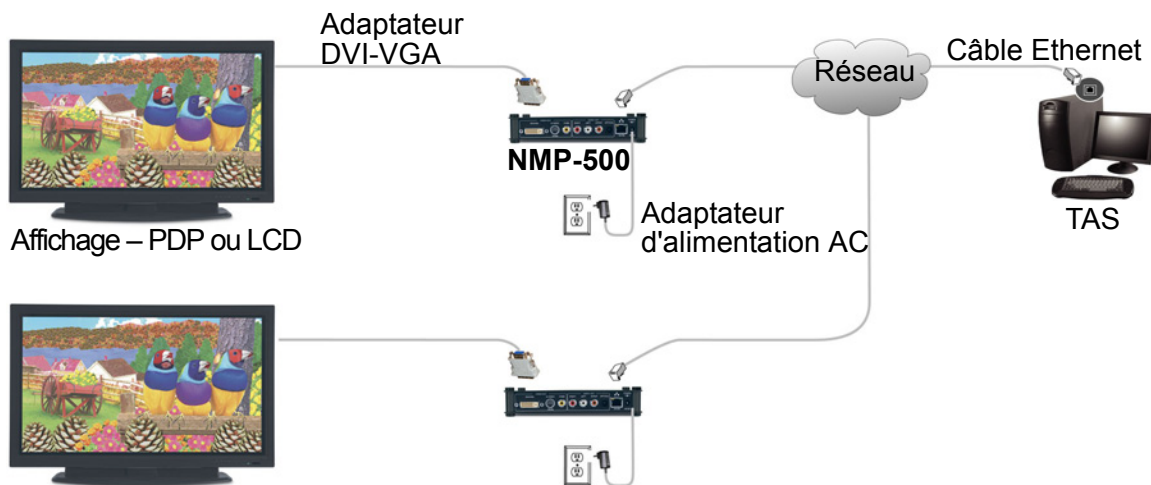 Adaptateur
DVI-VGA
Réseau
Câble Ethernet
NMP-500
Affichage – PDP ou LCD
Adaptateur
d'alimentation AC
TAS